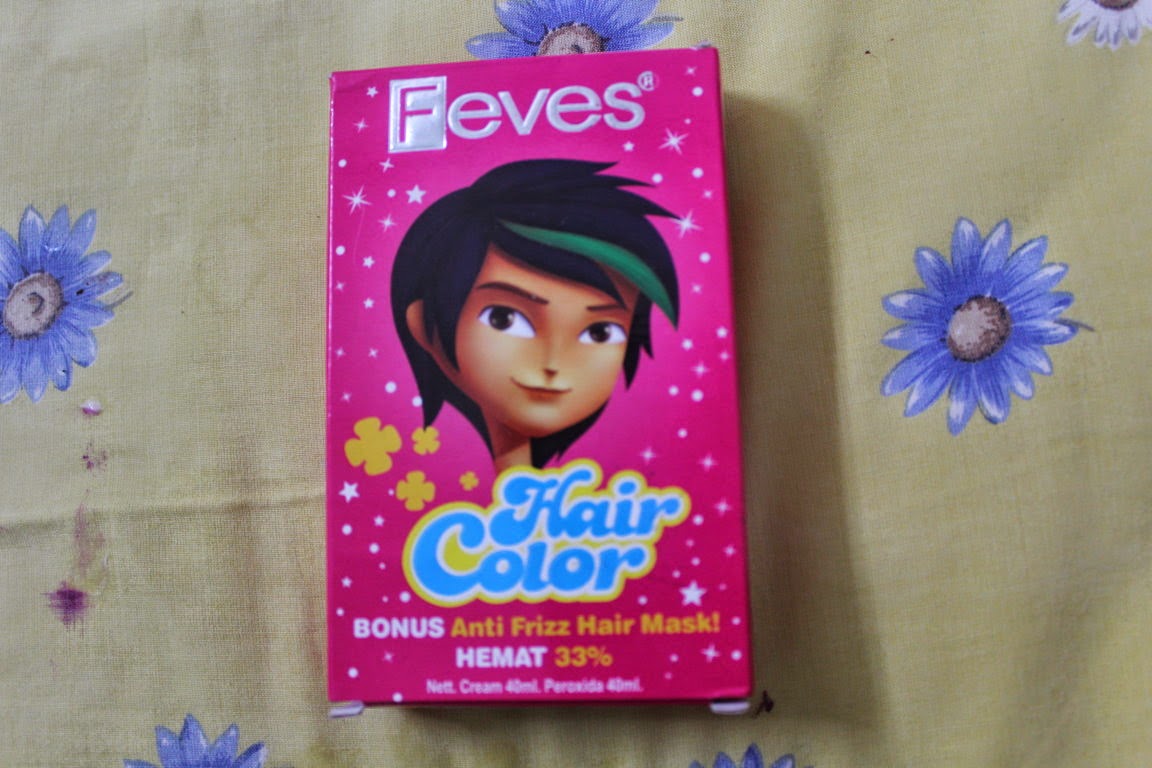 Feves®
Hair
Color
BONUS Anti Frizz Hair Mask!
HEMAT 33%
Nett. Cream 40ml. Peroxida 40ml.